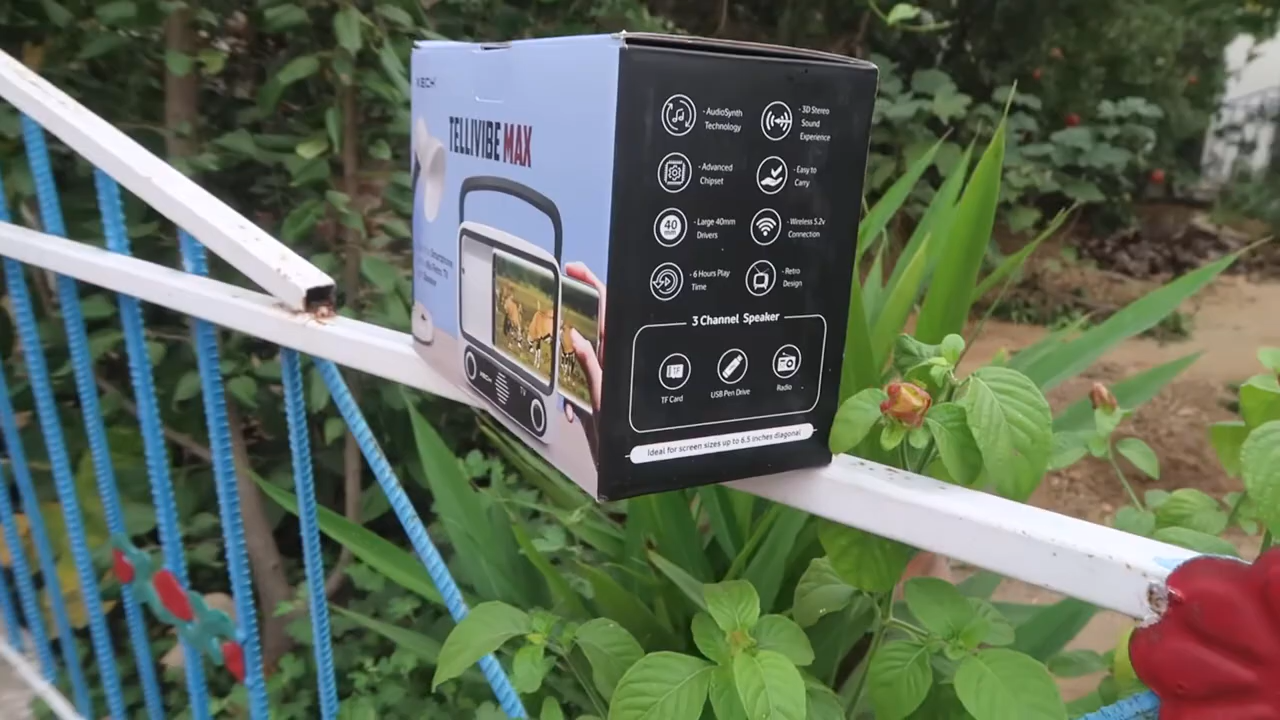 TELLIVIBE MAX
- AudioSynth
Technology
- 3D Stereo
Sound
Experience
- Advanced
Chipset
- Easy to
Carry
40
mm
- Large 40mm
Drivers
- Wireless 5.2v
Connection
- 6 Hours Play
Time
- Retro
Design
3 Channel Speaker
TF
TF Card
USB Pen Drive
Radio
Ideal for screen sizes up to 6.5 inches diagonal